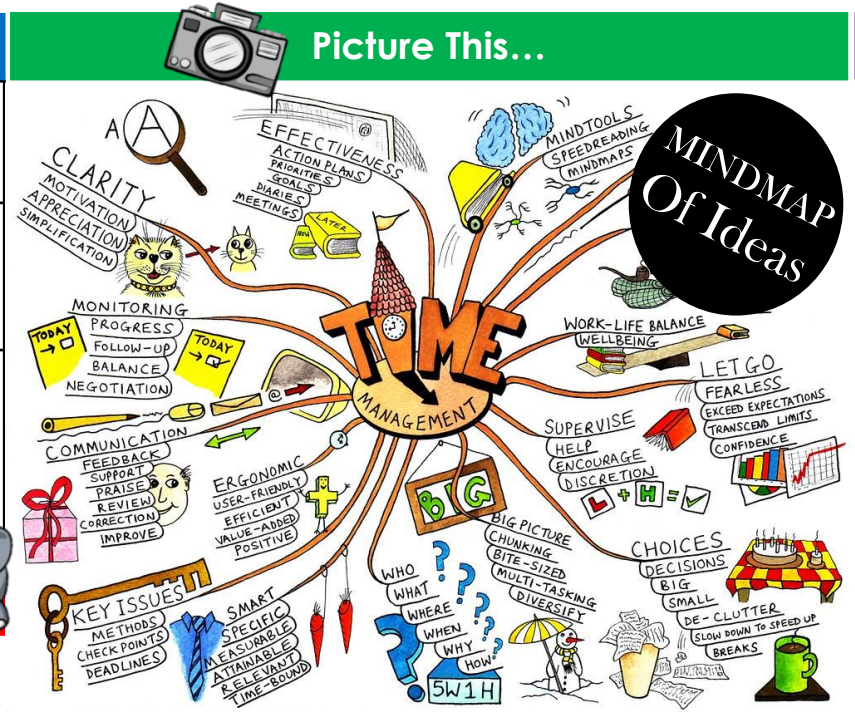 Picture This...
MINDMAP
Of Ideas
A A
CLARITY
MOTIVATION
APPRECIATION
SIMPLIFICATION
EFFECTIVENESS
ACTION PLANS
PRIORITIES
GOALS
DIARIES
MEETINGS
@
NOW
LATER
MINDTOOLS
SPEEDREADING
MINDMAPS
MONITORING
PROGRESS
FOLLOW-UP
BALANCE
NEGOTIATION
TODAY
TODAY
TIME
MANAGEMENT
WORK-LIFE BALANCE
WELLBEING
LET GO
FEARLESS
EXCEED EXPECTATIONS
TRANSCEND LIMITS
CONFIDENCE
COMMUNICATION
FEEDBACK
SUPPORT
PRAISE
REVIEW
CORRECTION
IMPROVE
@
ERGONOMIC
USER-FRIENDLY
EFFICIENT
VALUE-ADDED
POSITIVE
SUPERVISE
HELP
ENCOURAGE
DISCRETION
L + H = ✓
BIG
BIG PICTURE
CHUNKING
BITE-SIZED
MULTI-TASKING
DIVERSIFY
CHOICES
DECISIONS
BIG
SMALL
DE-CLUTTER
SLOW DOWN TO SPEED UP
BREAKS
KEY ISSUES
METHODS
CHECK POINTS
DEADLINES
SMART
SPECIFIC
MEASURABLE
ATTAINABLE
RELEVANT
TIME-BOUND
WHO
WHAT
WHERE
WHEN
WHY
HOW
? ? ? ? ? ?
5W1H